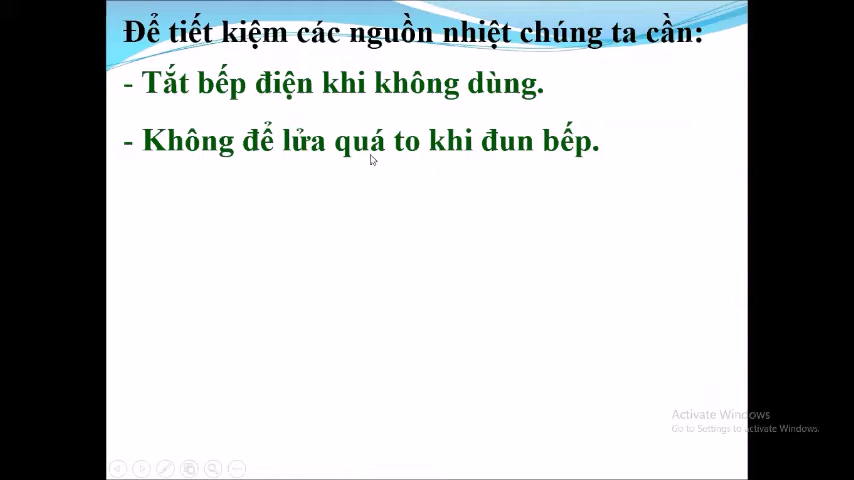 Để tiết kiệm các nguồn nhiệt chúng ta cần:
- Tắt bếp điện khi không dùng.
- Không để lửa quá to khi đun bếp.
Activate Windows
Go to Settings to activate Windows.